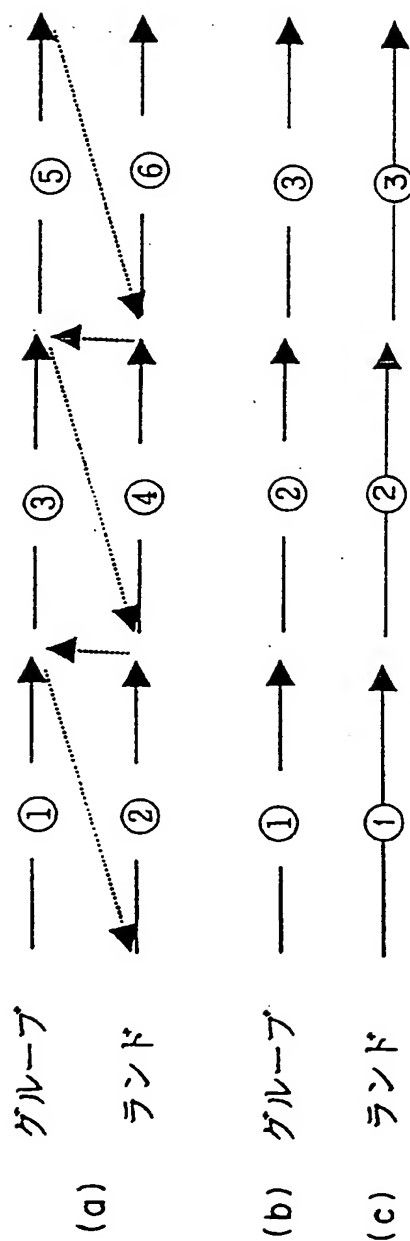 グルーブ ① ③ ⑤
(a)
ランド ② ④ ⑥
(b) グルーブ ① ② ③
(c) ランド ① ② ③